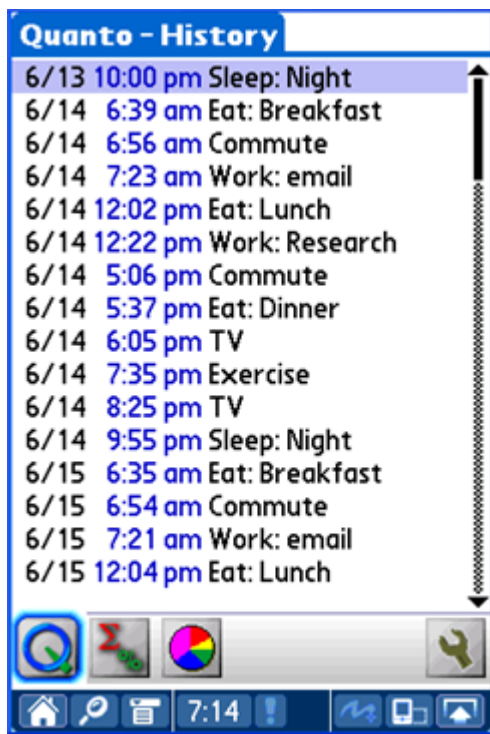 Quanto - History
6/13 10:00 pm Sleep: Night
6/14 6:39 am Eat: Breakfast
6/14 6:56 am Commute
6/14 7:23 am Work: email
6/14 12:02 pm Eat: Lunch
6/14 12:22 pm Work: Research
6/14 5:06 pm Commute
6/14 5:37 pm Eat: Dinner
6/14 6:05 pm TV
6/14 7:35 pm Exercise
6/14 8:25 pm TV
6/14 9:55 pm Sleep: Night
6/15 6:35 am Eat: Breakfast
6/15 6:54 am Commute
6/15 7:21 am Work: email
6/15 12:04 pm Eat: Lunch
Σ%
7:14 !